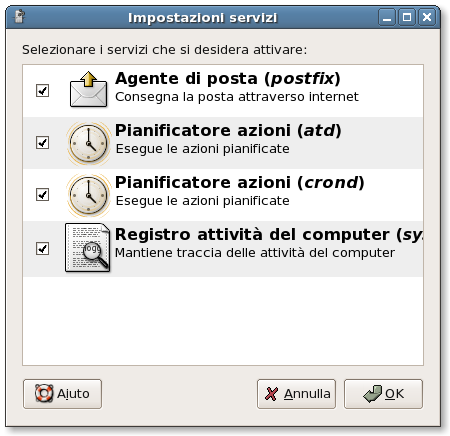 Impostazioni servizi
Selezionare i servizi che si desidera attivare:
Agente di posta (postfix)
Consegna la posta attraverso internet
Pianificatore azioni (atd)
Esegue le azioni pianificate
Pianificatore azioni (crond)
Esegue le azioni pianificate
Registro attività del computer (sy
Mantiene traccia delle attività del computer
Aiuto
Annulla
OK